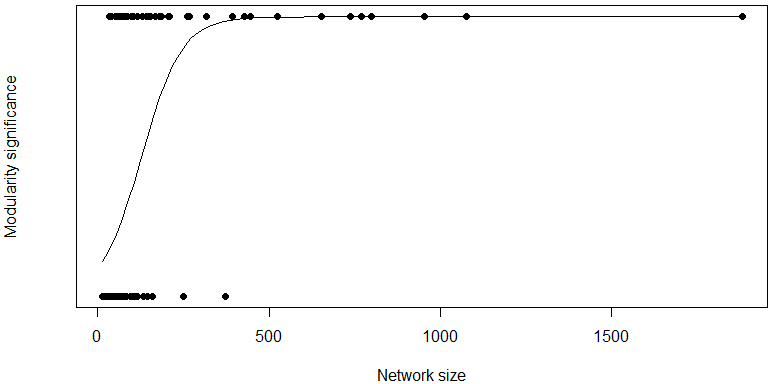 Modularity significance
0 500 1000 1500
Network size